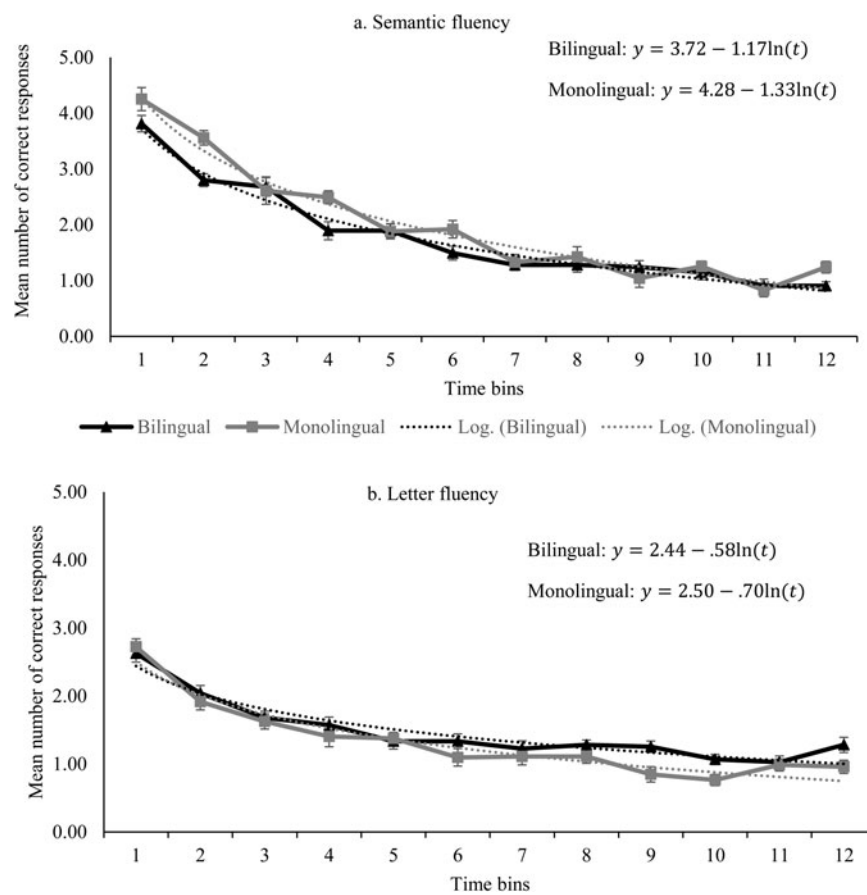 a. Semantic fluency
Bilingual: y = 3.72 − 1.17ln(t)
Monolingual: y = 4.28 − 1.33ln(t)
Mean number of correct responses
5.00
4.00
3.00
2.00
1.00
0.00
1 2 3 4 5 6 7 8 9 10 11 12
Time bins
Bilingual Monolingual Log. (Bilingual) Log. (Monolingual)
b. Letter fluency
Bilingual: y = 2.44 − .58ln(t)
Monolingual: y = 2.50 − .70ln(t)
Mean number of correct responses
5.00
4.00
3.00
2.00
1.00
0.00
1 2 3 4 5 6 7 8 9 10 11 12
Time bins